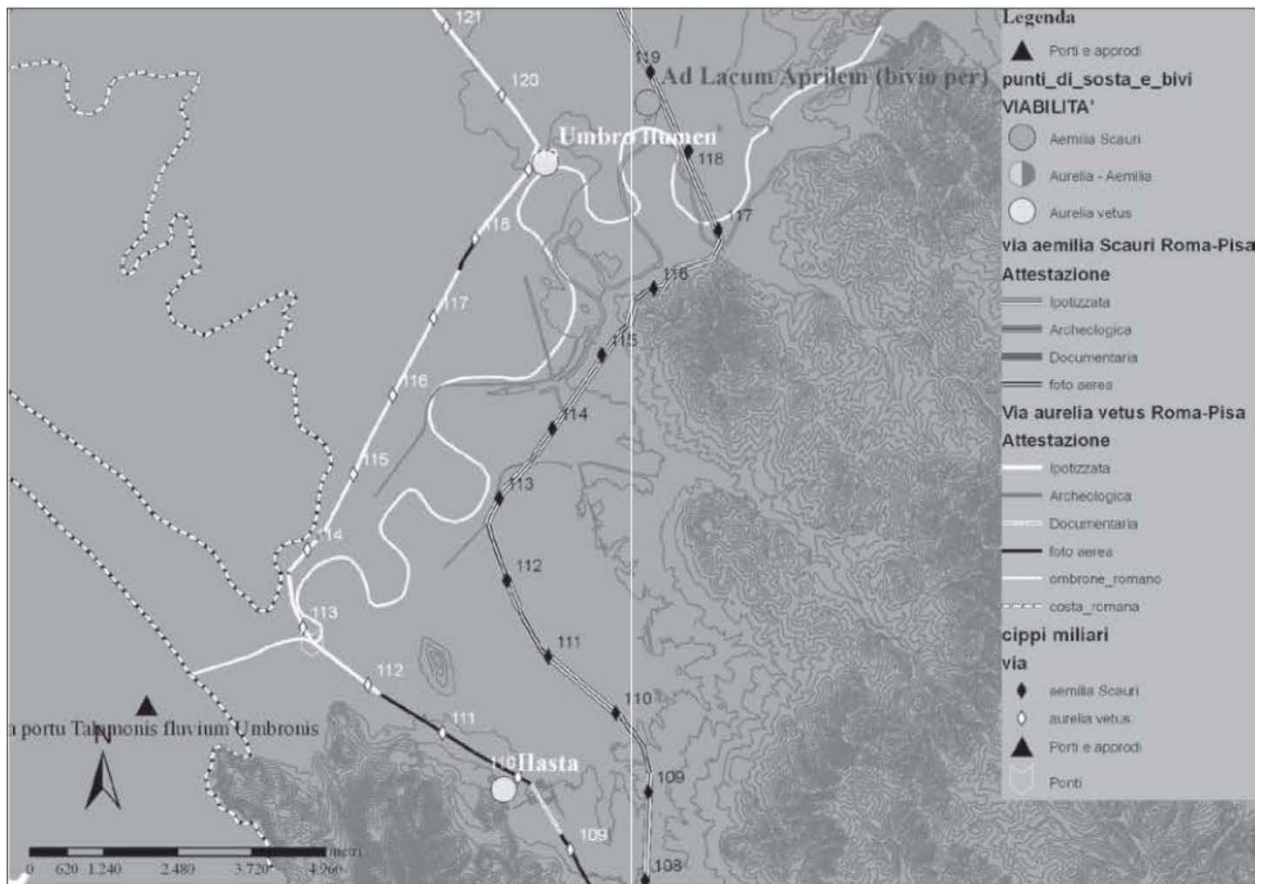 121
120
119
Ad Lacum Aprilem (bivio per)
Umbro flumen
118
118
117
117
116
116
115
115
114
114
113
113
112
112
111
111
110
110
Hasta
109
109
108
portu Talamonis fluvium Umbronis
N
metri
0 620 1.240 2.480 3.720 4.960
Legenda
Porti e approdi
punti_di_sosta_e_bivi
VIABILITA'
Aemilia Scauri
Aurelia - Aemilia
Aurelia vetus
via aemilia Scauri Roma-Pisa
Attestazione
Ipotizzata
Archeologica
Documentaria
foto aerea
Via aurelia vetus Roma-Pisa
Attestazione
Ipotizzata
Archeologica
Documentaria
foto aerea
ombrone_romano
costa_romana
cippi miliari
via
aemilia Scauri
aurelia vetus
Porti e approdi
Ponti